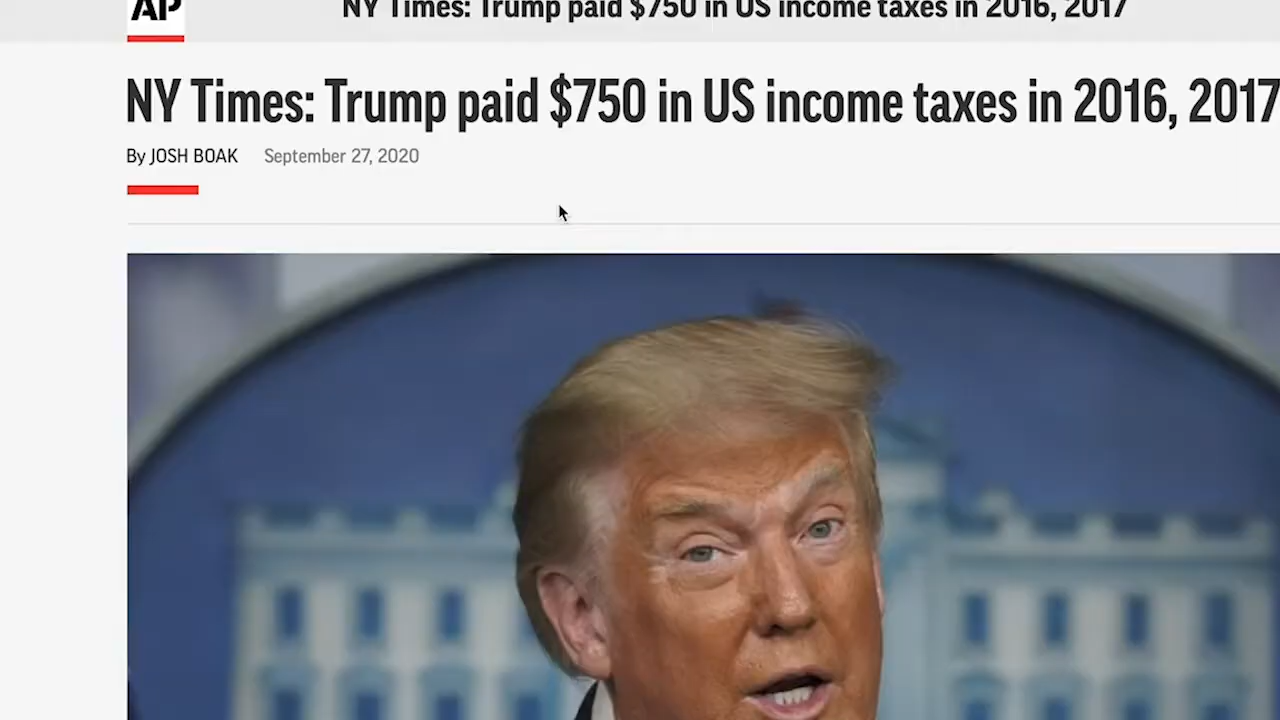 AP
NY Times: Trump paid $750 in US income taxes in 2016, 2017
NY Times: Trump paid $750 in US income taxes in 2016, 2017
By JOSH BOAK September 27, 2020